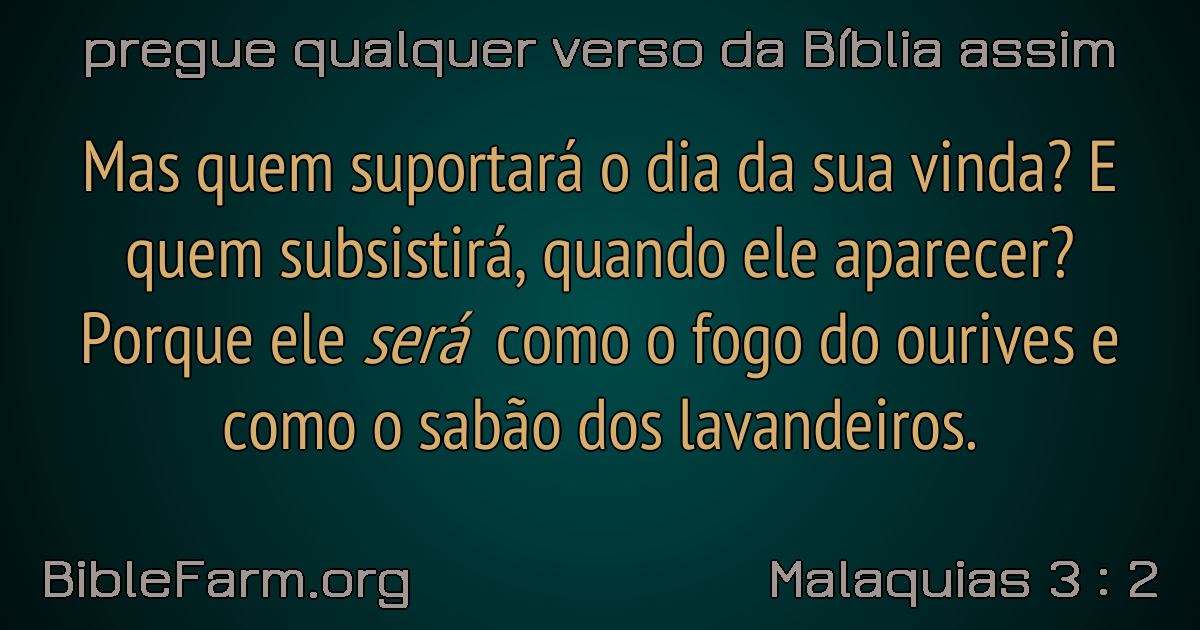 pregue qualquer verso da Bíblia assim
Mas quem suportará o dia da sua vinda? E
quem subsistirá, quando ele aparecer?
Porque ele será como o fogo do ourives e
como o sabão dos lavandeiros.
BibleFarm.org
Malaquias 3 : 2